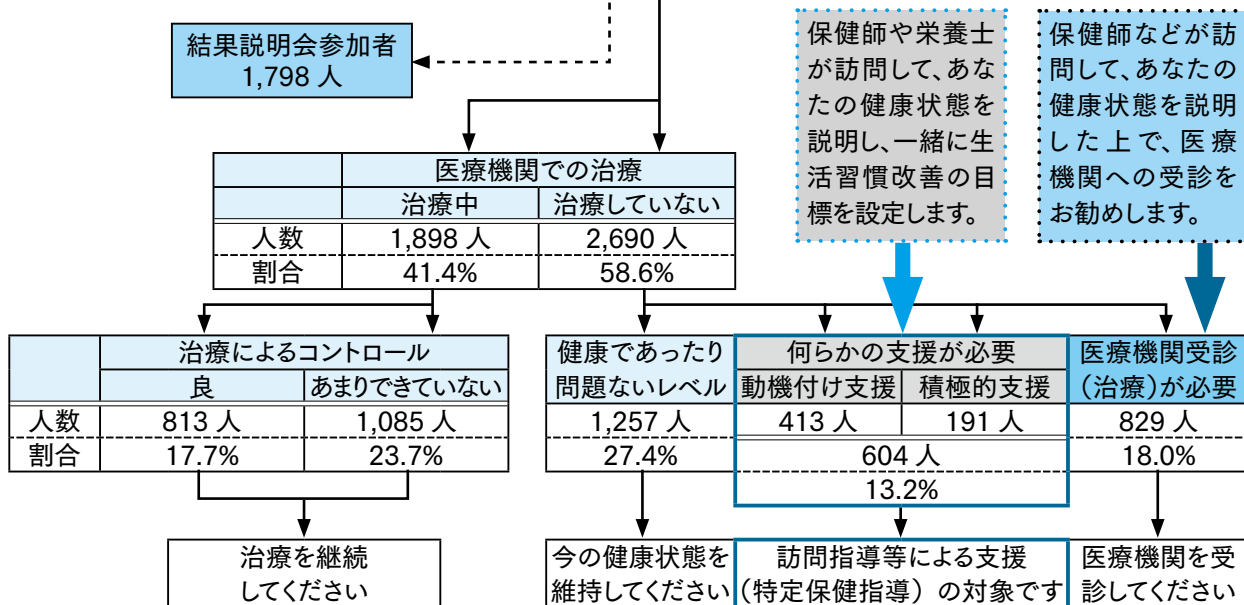 結果説明会参加者
1,798 人
保健師や栄養士
が訪問して、あな
たの健康状態を
説明し、一緒に生
活習慣改善の目
標を設定します。
保健師などが訪
問して、あなたの
健康状態を説明
した上で、医療
機関への受診を
お勧めします。
医療機関での治療
治療中 治療していない
人数 1,898 人 2,690 人
割合 41.4% 58.6%
治療によるコントロール
良 あまりできていない
人数 813 人 1,085 人
割合 17.7% 23.7%
健康であったり
問題ないレベル
1,257 人
27.4%
何らかの支援が必要
動機付け支援 積極的支援
413 人 191 人
604 人
13.2%
医療機関受診
（治療）が必要
829 人
18.0%
治療を継続
してください
今の健康状態を
維持してください
訪問指導等による支援
（特定保健指導）の対象です
医療機関を受
診してください